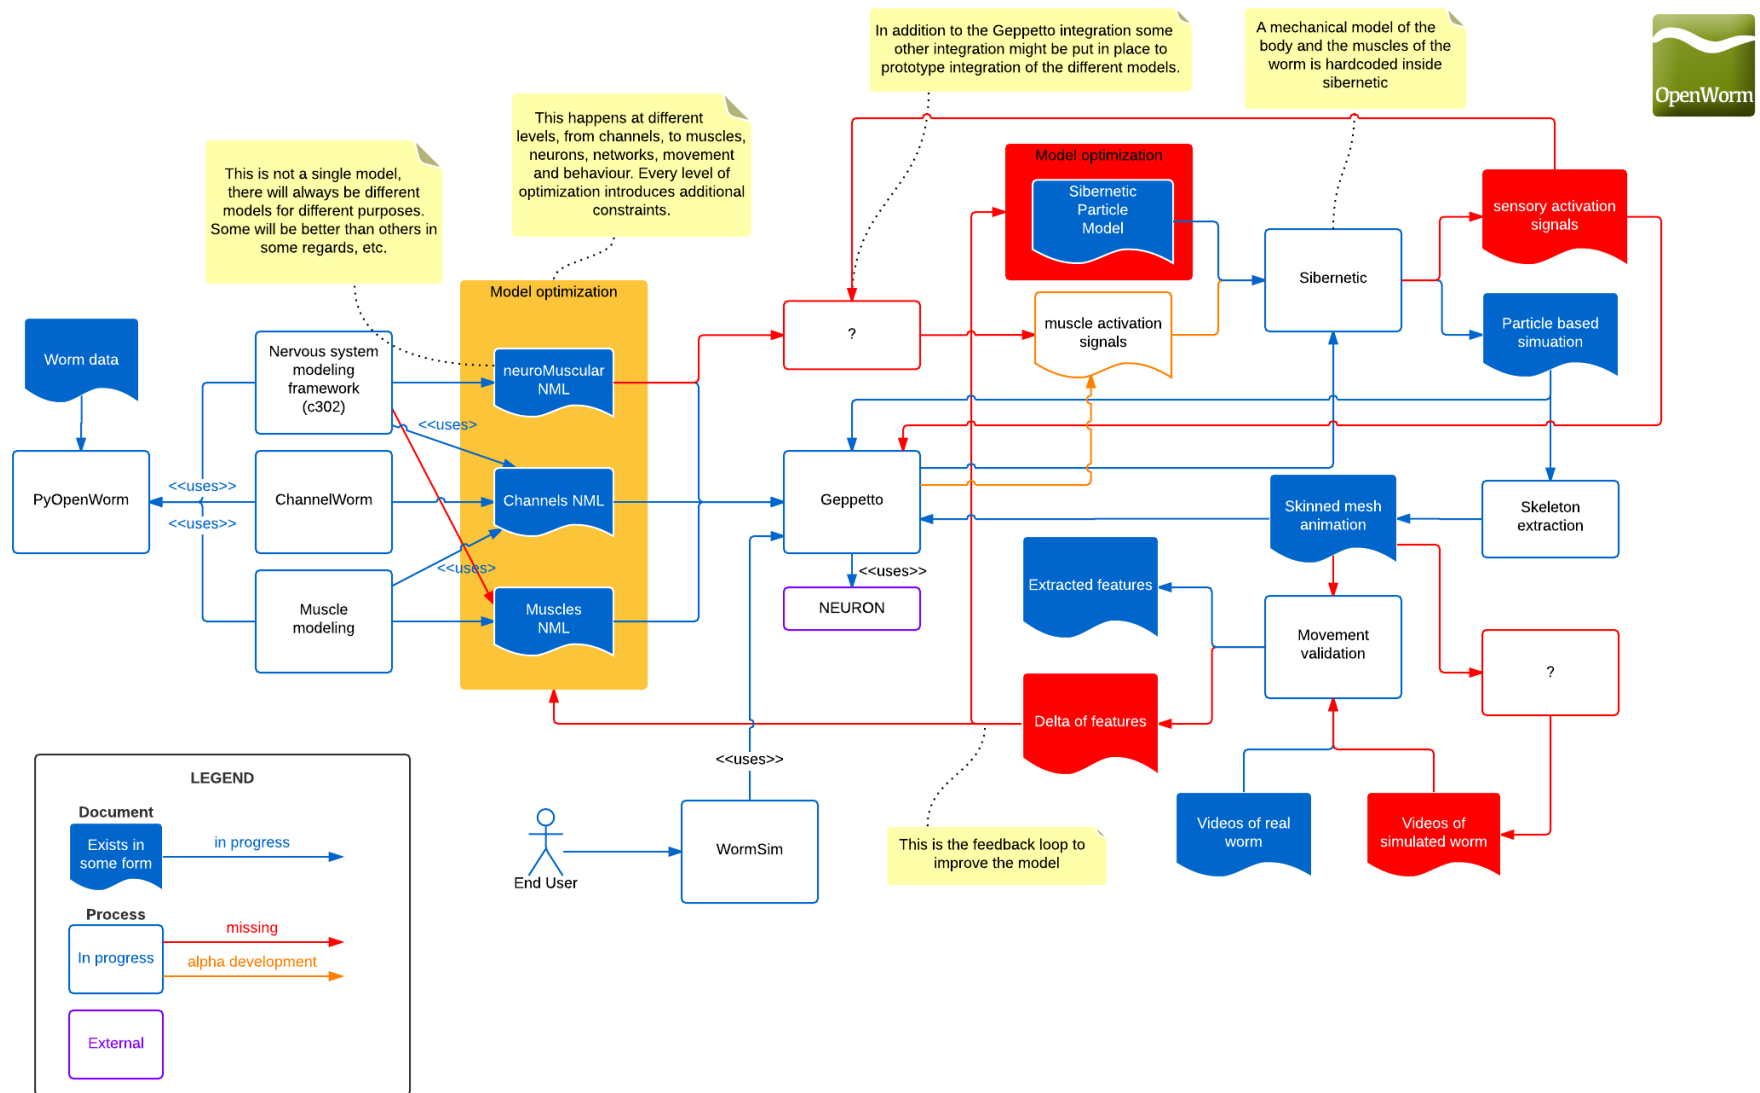 In addition to the Geppetto integration some
other integration might be put in place to
prototype integration of the different models.
A mechanical model of the
body and the muscles of the
worm is hardcoded inside
sibernetic
OpenWorm
This happens at different
levels, from channels, to muscles,
neurons, networks, movement
and behaviour. Every level of
optimization introduces additional
constraints.
This is not a single model,
there will always be different
models for different purposes.
Some will be better than others in
some regards, etc.
Model optimization
Sibernetic
Particle
Model
sensory activation
signals
Sibernetic
Model optimization
?
muscle activation
signals
Particle based
simuation
Worm data
Nervous system
modeling
framework
(c302)
neuroMuscular
NML
<<uses>
PyOpenWorm
<<uses>>
<<uses>>
ChannelWorm
Channels NML
Geppetto
Skinned mesh
animation
Skeleton
extraction
<<uses>
<<uses>>
NEURON
Extracted features
Muscle
modeling
Muscles
NML
Movement
validation
?
Delta of features
<<uses>>
LEGEND
Document
Exists in
some form
in progress
Process
In progress
missing
alpha development
External
End User
WormSim
This is the feedback loop to
improve the model
Videos of real
worm
Videos of
simulated worm